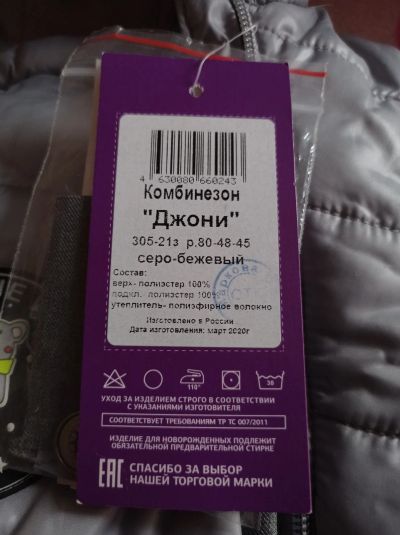 4 630080 660243
Комбинезон
"Джони"
305-21з р.80-48-45
серо-бежевый
Состав:
верх- полиэстер 100%
подкл.- полиэстер 100%
утеплитель- полиэфирное волокно
Изготовлено в России
Дата изготовления: март 2020г
110°
30
УХОД ЗА ИЗДЕЛИЕМ СТРОГО В СООТВЕТСТВИИ
С УКАЗАНИЯМИ ИЗГОТОВИТЕЛЯ
СООТВЕТСТВУЕТ ТРЕБОВАНИЯМ ТР ТС 007/2011
ИЗДЕЛИЕ ДЛЯ НОВОРОЖДЕННЫХ ПОДЛЕЖИТ
ОБЯЗАТЕЛЬНОЙ ПРЕДВАРИТЕЛЬНОЙ СТИРКЕ
EAC
СПАСИБО ЗА ВЫБОР
НАШЕЙ ТОРГОВОЙ МАРКИ